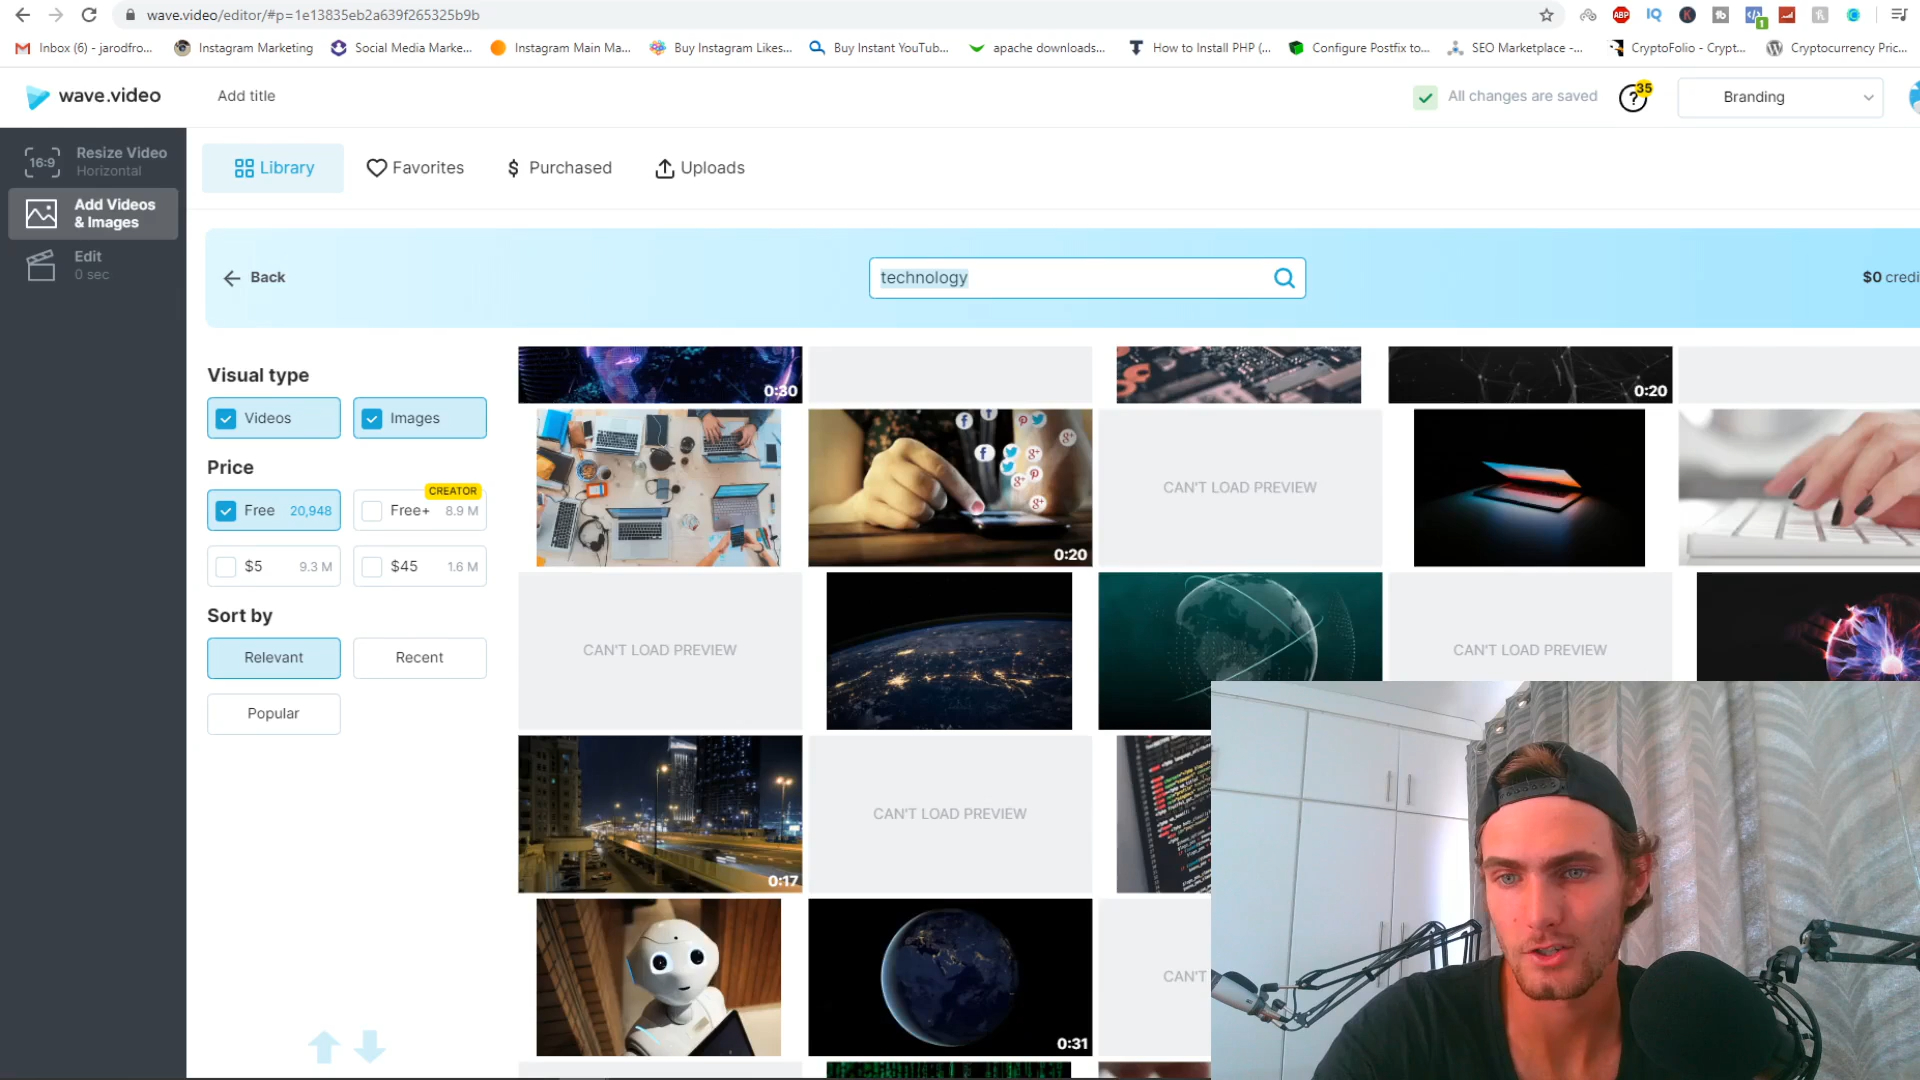 wave.video/editor/#p=1e13835eb2a639f265325b9b
Inbox (6) - jarodfro...
Instagram Marketing
Social Media Marke...
Instagram Main Ma...
Buy Instagram Likes...
Buy Instant YouTub...
apache downloads...
How to Install PHP (...
Configure Postfix to...
SEO Marketplace -...
CryptoFolio - Crypt...
Cryptocurrency Pric...
wave.video
Add title
All changes are saved
?
35
Branding
16:9
Resize Video
Horizontal
Add Videos
& Images
Edit
0 sec
Library
Favorites
$ Purchased
Uploads
Back
technology
$0 credi
Visual type
Videos
Images
Price
Free 20,948
CREATOR
Free+ 8.9 M
$5 9.3 M
$45 1.6 M
Sort by
Relevant
Recent
Popular
0:30
0:20
0:20
CAN'T LOAD PREVIEW
CAN'T LOAD PREVIEW
CAN'T LOAD PREVIEW
0:17
CAN'T LOAD PREVIEW
0:31
CAN'T